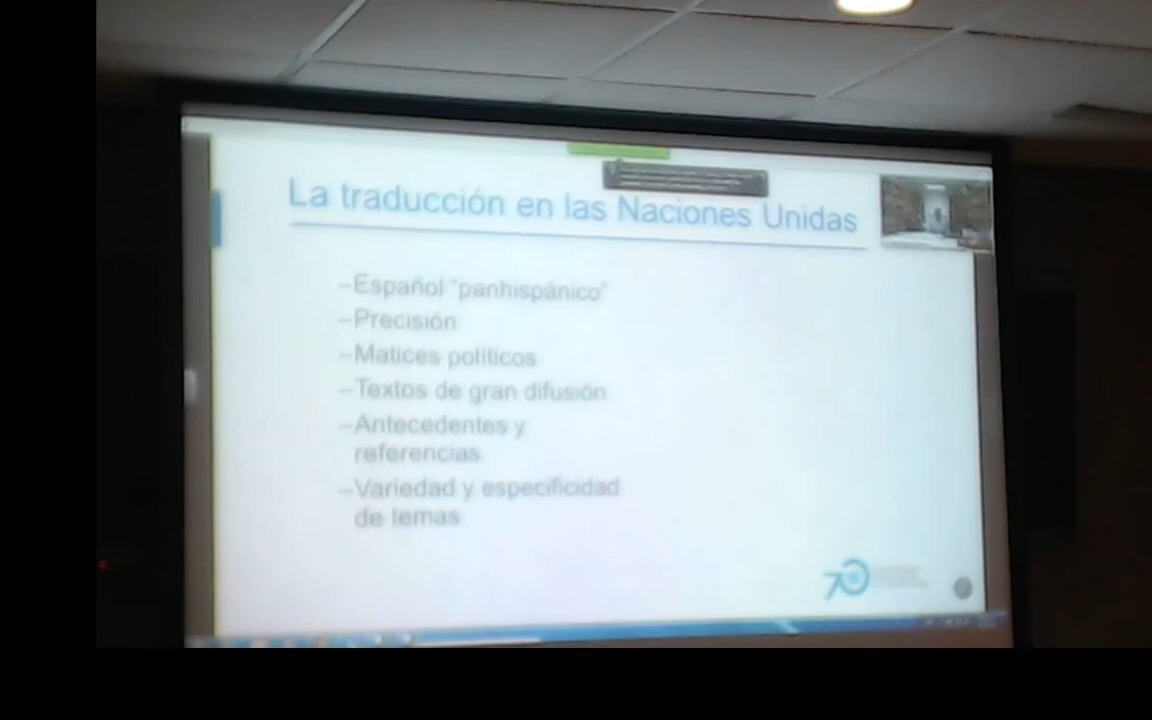 La traducción en las Naciones Unidas
–Español "panhispánico"
–Precisión
–Matices políticos
–Textos de gran difusión
–Antecedentes y
referencias
–Variedad y especificidad
de temas
70